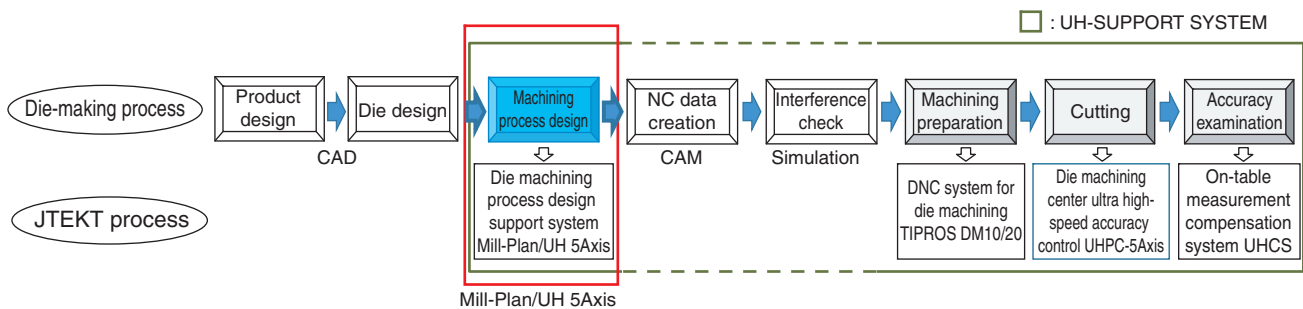 : UH-SUPPORT SYSTEM
Die-making process
Product
design
Die design
Machining
process design
NC data
creation
Interference
check
Machining
preparation
Cutting
Accuracy
examination
CAD
CAM
Simulation
JTEKT process
Die machining
process design
support system
Mill-Plan/UH 5Axis
DNC system for
die machining
TIPROS DM10/20
Die machining
center ultra high-
speed accuracy
control UHPC-5Axis
On-table
measurement
compensation
system UHCS
Mill-Plan/UH 5Axis